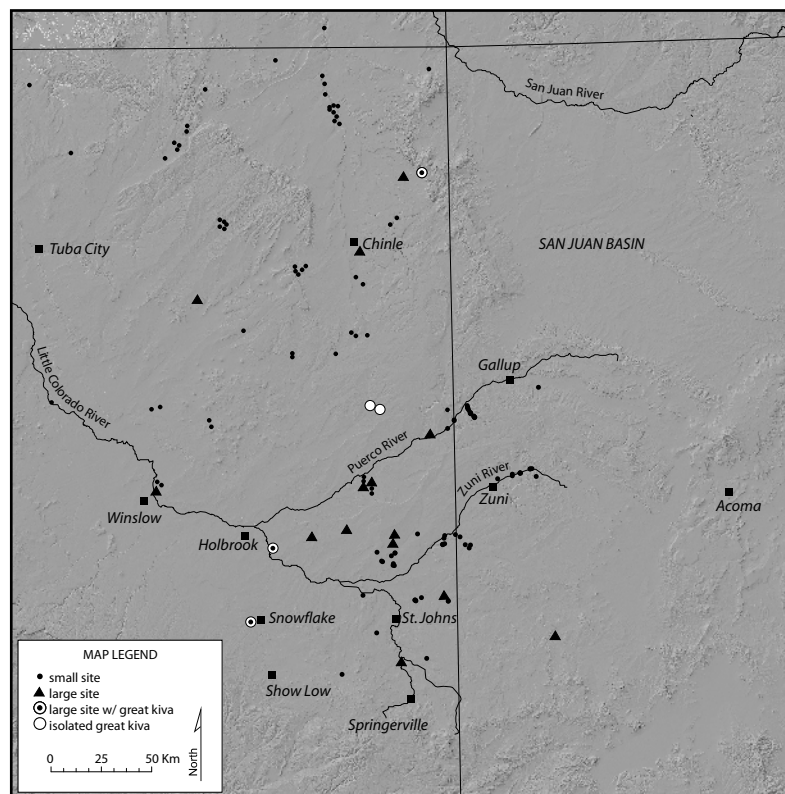 San Juan River
Tuba City
Chinle
SAN JUAN BASIN
Little Colorado River
Gallup
Puerco River
Zuni River
Zuni
Acoma
Winslow
Holbrook
Snowflake
St. Johns
Show Low
Springerville
MAP LEGEND
small site
large site
large site w/ great kiva
isolated great kiva
0 25 50 Km
North